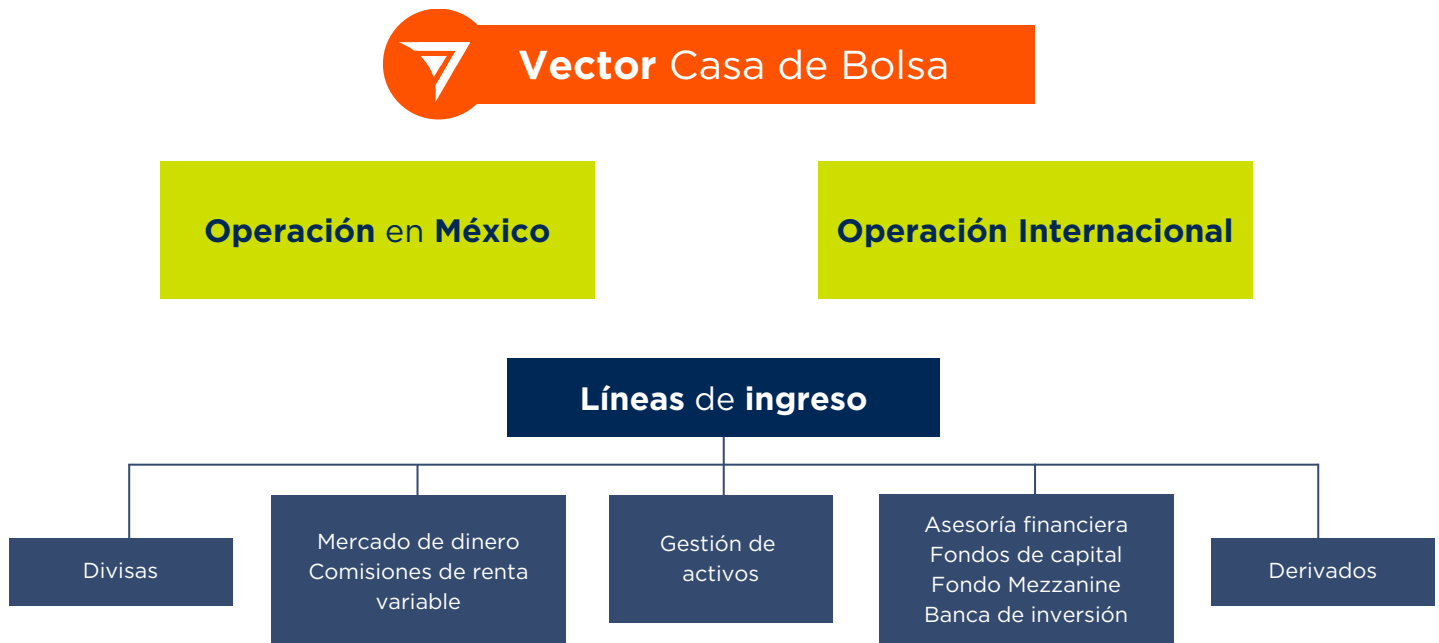 Vector Casa de Bolsa
Operación en México
Operación Internacional
Líneas de ingreso
Divisas
Mercado de dinero
Comisiones de renta
variable
Gestión de
activos
Asesoría financiera
Fondos de capital
Fondo Mezzanine
Banca de inversión
Derivados